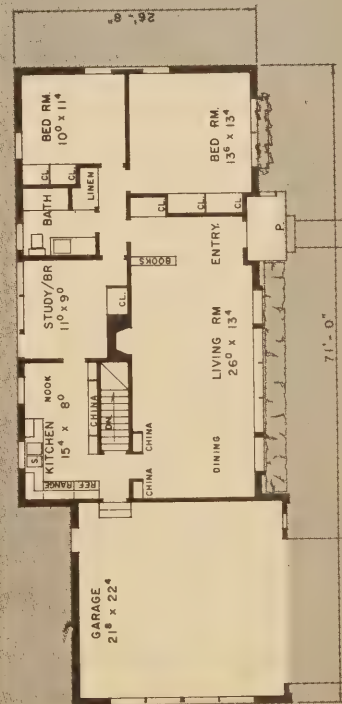 26'-8"
BED RM.
10⁰ X 11⁴
CL.
CL.
LINEN
BATH
BED RM.
13⁶ X 13⁴
CL.
CL.
CL.
STUDY/BR
11⁰ X 9⁰
CL.
BOOKS
ENTRY
P.
NOOK
KITCHEN
15⁴ X 8⁰
S.
REF.
RANGE
CHINA
DN.
CHINA
CHINA
LIVING RM
26⁰ X 13⁴
DINING
GARAGE
21⁸ X 22⁴
71'-0"